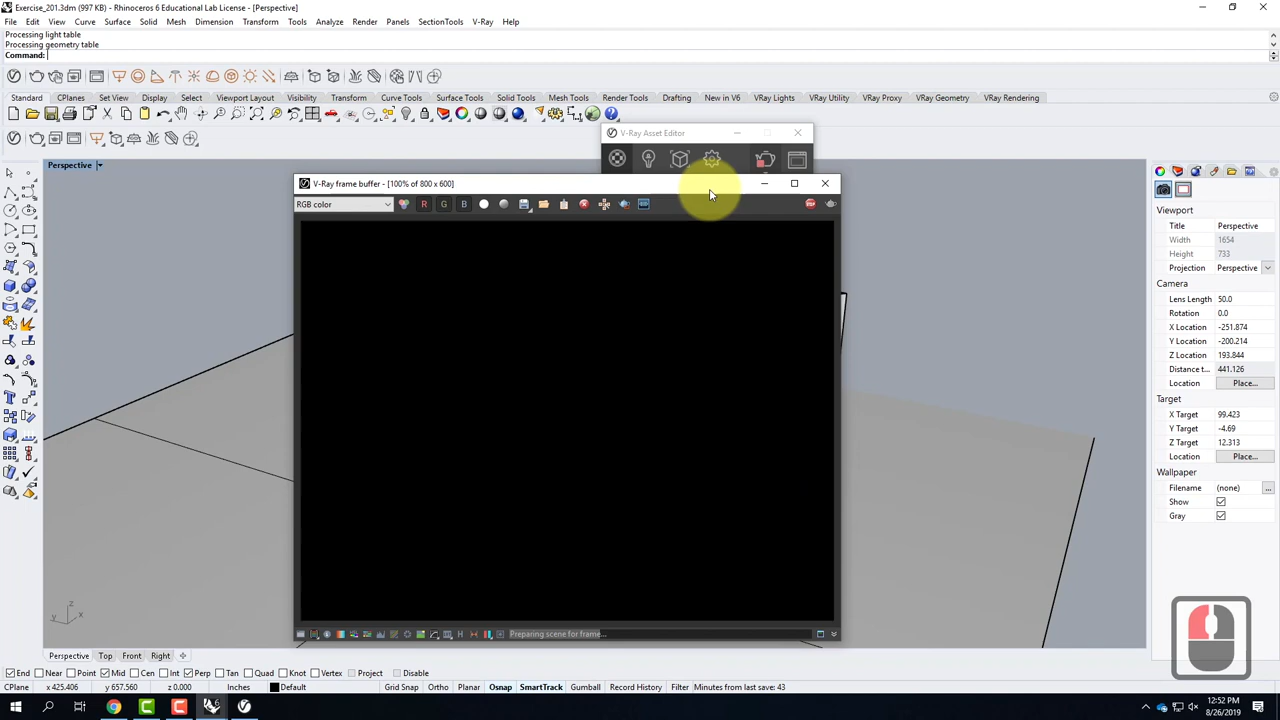 Exercise_201.3dm (997 KB) - Rhinoceros 6 Educational Lab License - [Perspective]
File Edit View Curve Surface Solid Mesh Dimension Transform Tools Analyze Render Panels SectionTools V-Ray Help
Processing light table
Processing geometry table
Command:
Standard CPlanes Set View Display Select Viewport Layout Visibility Transform Curve Tools Surface Tools Solid Tools Mesh Tools Render Tools Drafting New in V6 VRay Lights VRay Utility VRay Proxy VRay Geometry VRay Rendering
V-Ray Asset Editor
Perspective
V-Ray frame buffer - [100% of 800 x 600]
RGB color
R G B
STOP
Viewport
Title Perspective
Width 1654
Height 733
Projection Perspective
Camera
Lens Length 50.0
Rotation 0.0
X Location -251.874
Y Location -200.214
Z Location 193.844
Distance t... 441.126
Location Place...
Target
X Target 99.423
Y Target -4.69
Z Target 12.313
Location Place...
Wallpaper
Filename (none) ...
Show
Gray
z
y x
Preparing scene for frame...
Perspective Top Front Right
End Near Point Mid Cen Int Perp Tan Quad Knot Vertex Project Disable
CPlane x 425.406 y 657.560 z 0.000 Inches Default Grid Snap Ortho Planar Osnap SmartTrack Gumball Record History Filter Minutes from last save: 43
12:52 PM
8/26/2019